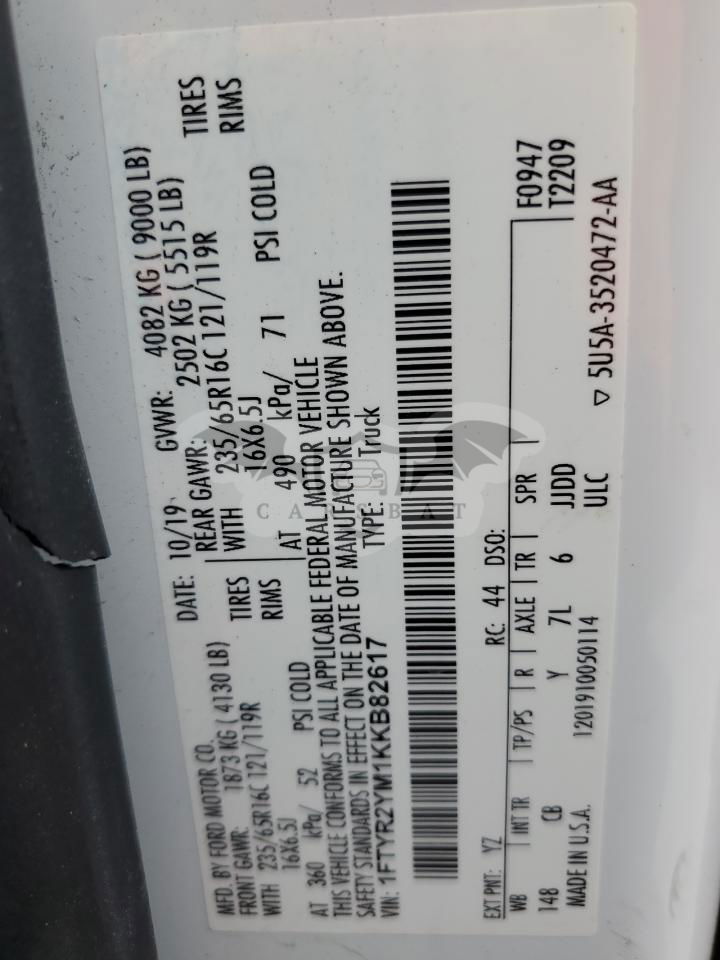 MFD. BY FORD MOTOR CO.
DATE: 10/19 GVWR: 4082 KG ( 9000 LB)
FRONT GAWR: 1873 KG ( 4130 LB) REAR GAWR: 2502 KG ( 5515 LB)
WITH 235/65R16C 121/119R TIRES WITH 235/65R16C 121/119R TIRES
16X6.5J RIMS 16X6.5J RIMS
AT 360 kPa/ 52 PSI COLD AT 490 kPa/ 71 PSI COLD
THIS VEHICLE CONFORMS TO ALL APPLICABLE FEDERAL MOTOR VEHICLE
SAFETY STANDARDS IN EFFECT ON THE DATE OF MANUFACTURE SHOWN ABOVE.
VIN: 1FTYR2YM1KKB82617 TYPE: Truck
EXT PNT: YZ RC: 44 DSO: F0947
WB INT TR TP/PS R AXLE TR SPR T2209
148 CB Y 7L 6 JJDD
MADE IN U.S.A. 1201910050114 ULC ▽ 5U5A-3520472-AA
CARSBAT